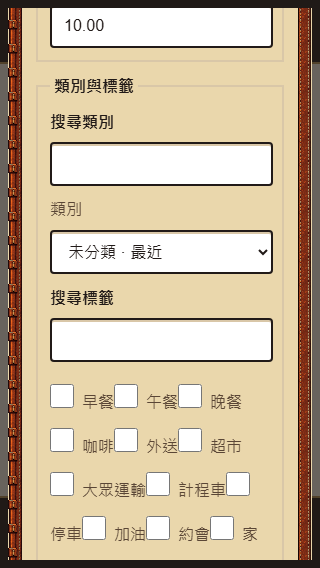 10.00
類別與標籤
搜尋類別
類別
未分類 · 最近
搜尋標籤
早餐 午餐 晚餐
咖啡 外送 超市
大眾運輸 計程車
停車 加油 約會 家